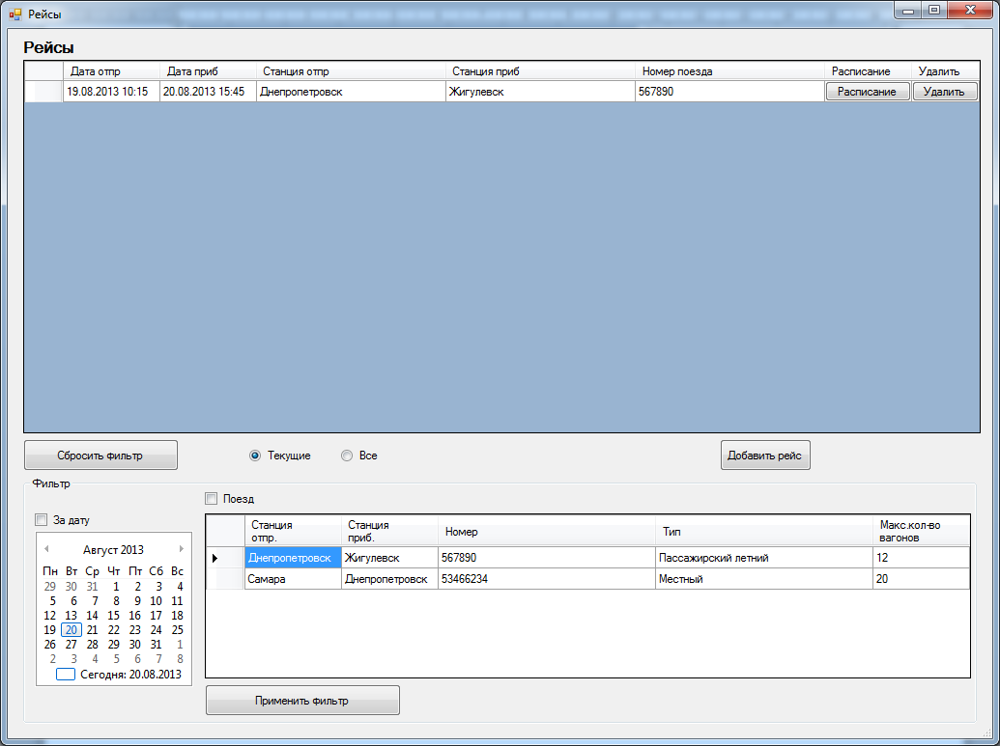 Рейсы
Рейсы
Дата отпр Дата приб Станция отпр Станция приб Номер поезда Расписание Удалить
19.08.2013 10:15 20.08.2013 15:45 Днепропетровск Жигулевск 567890 Расписание Удалить
Сбросить фильтр Текущие Все Добавить рейс
Фильтр
Поезд
За дату
Станция отпр. Станция приб. Номер Тип Макс.кол-во вагонов
Днепропетровск Жигулевск 567890 Пассажирский летний 12
Самара Днепропетровск 53466234 Местный 20
Август 2013
Пн Вт Ср Чт Пт Сб Вс
29 30 31 1 2 3 4
5 6 7 8 9 10 11
12 13 14 15 16 17 18
19 20 21 22 23 24 25
26 27 28 29 30 31 1
2 3 4 5 6 7 8
Сегодня: 20.08.2013
Применить фильтр